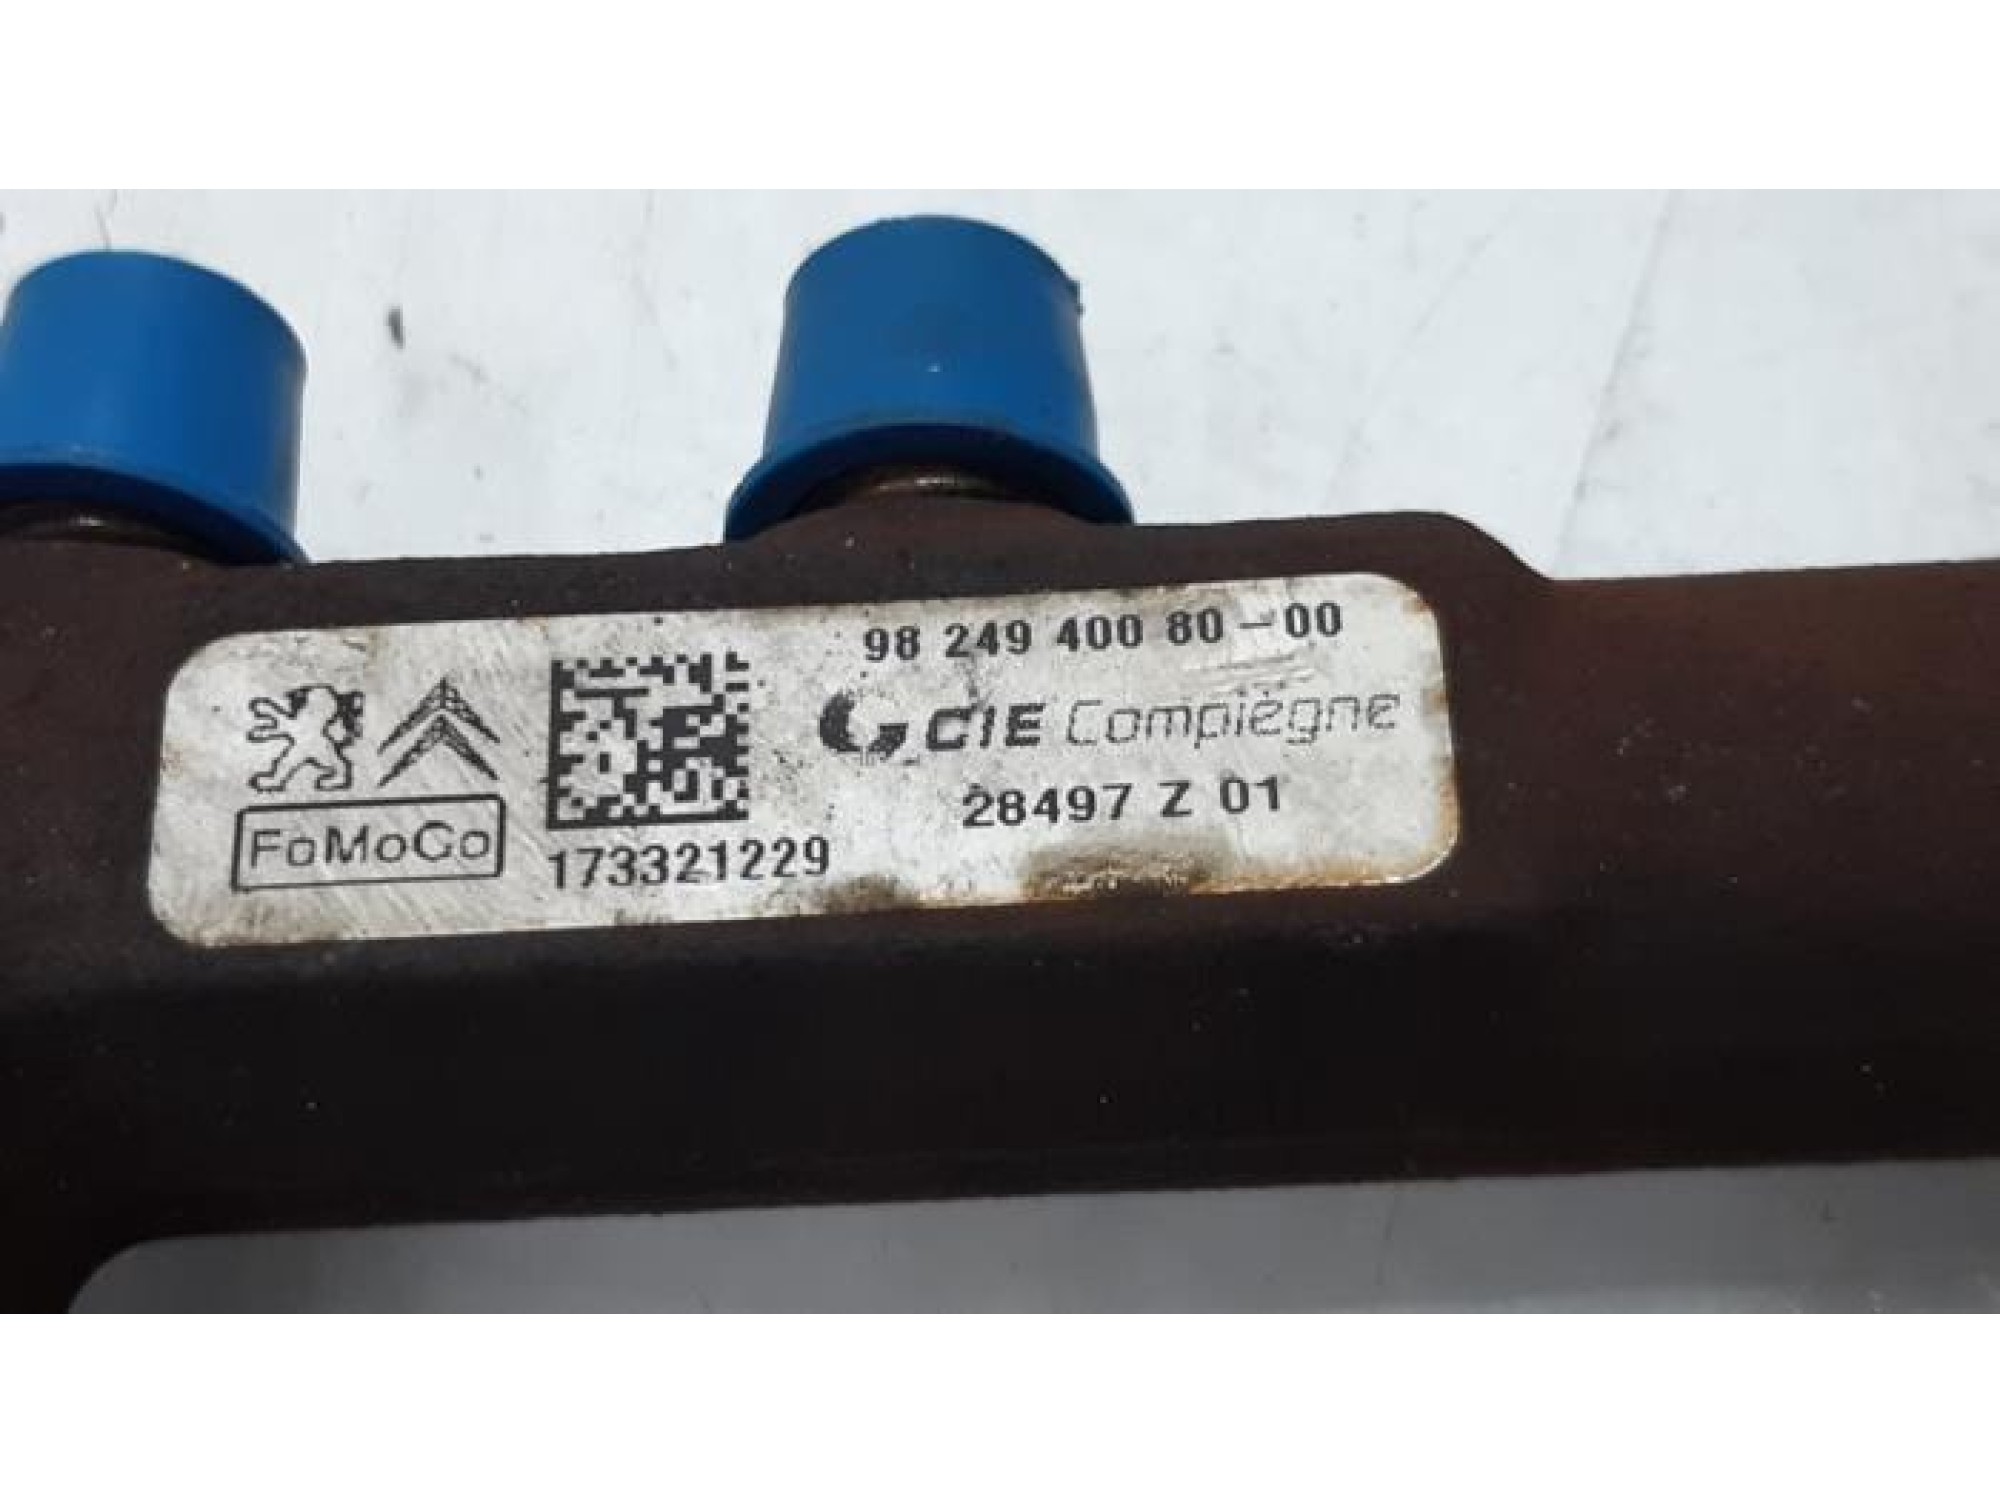 98 249 400 80-00
CIE Compiègne
28497 Z 01
FoMoCo
173321229